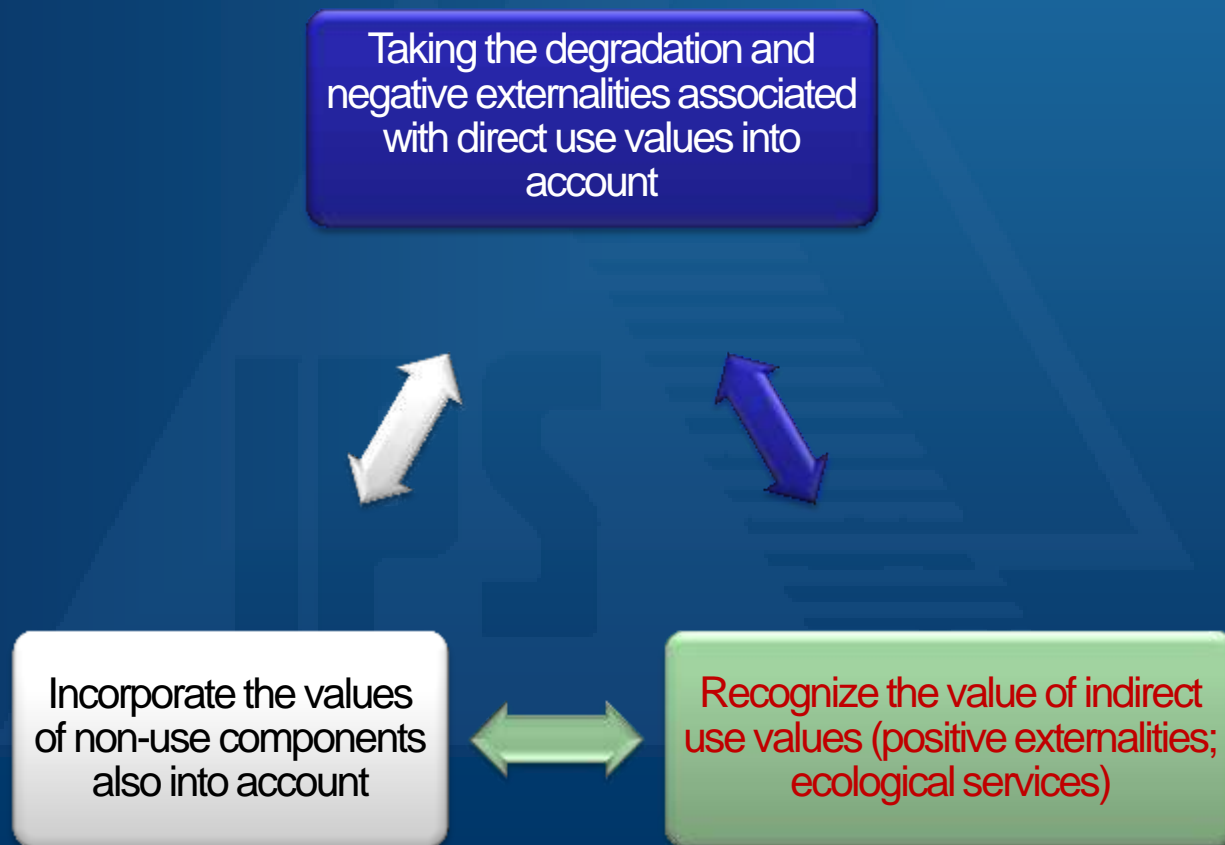 Taking the degradation and
negative externalities associated
with direct use values into
account
IPS
Incorporate the values
of non-use components
also into account
Recognize the value of indirect
use values (positive externalities;
ecological services)